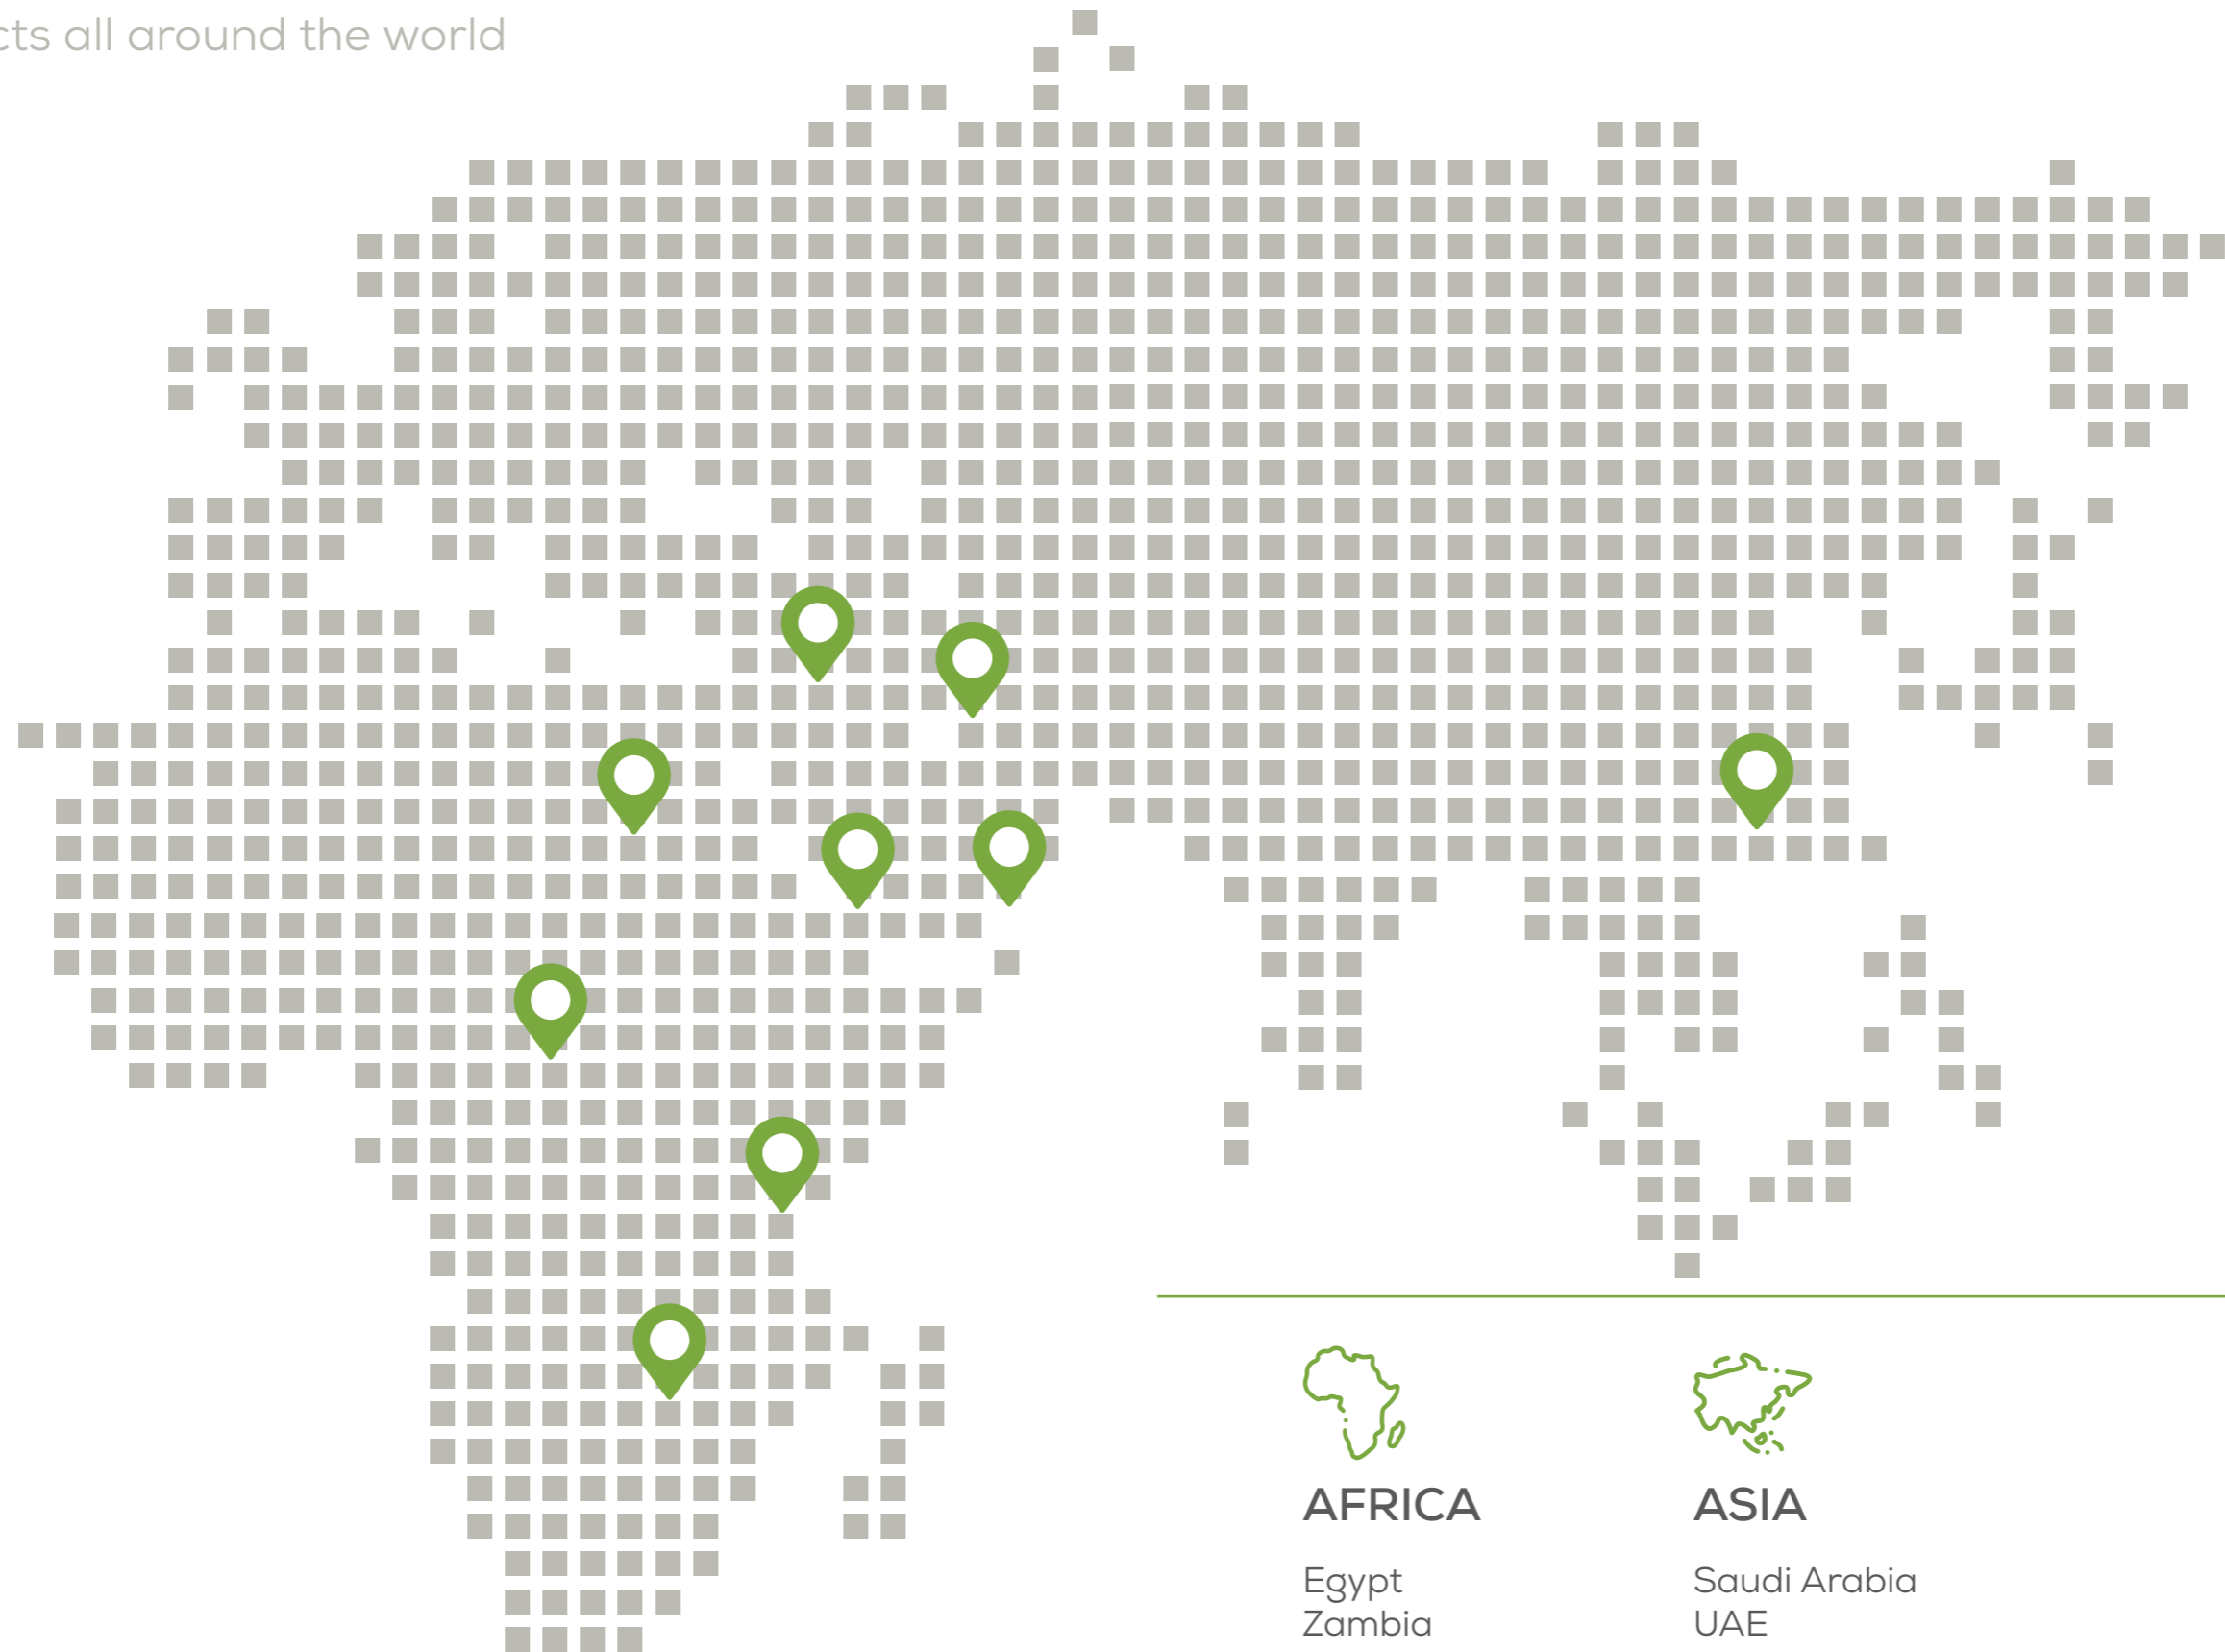 cts all around the world
AFRICA
Egypt
Zambia
ASIA
Saudi Arabia
UAE